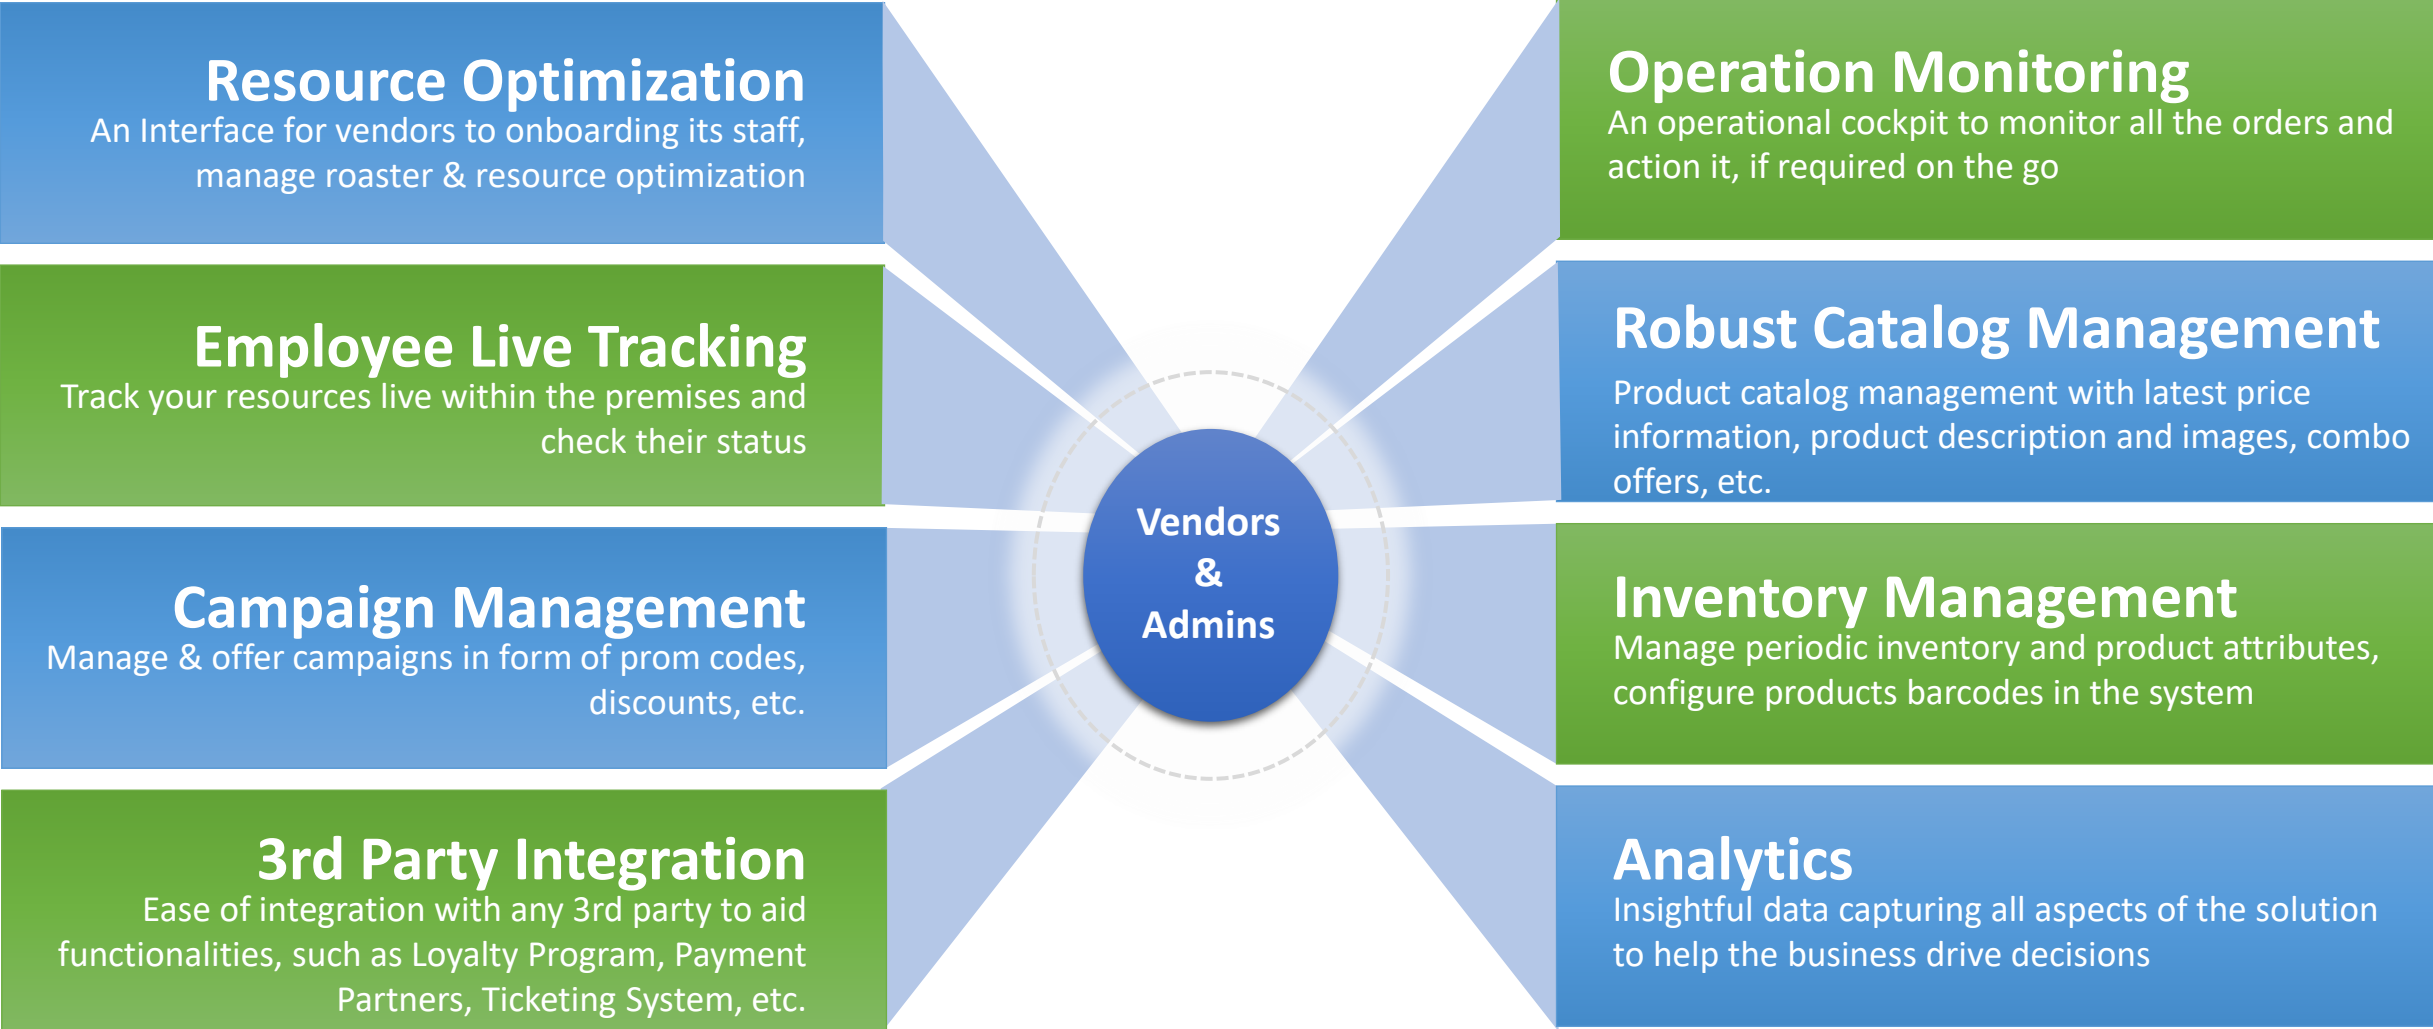 Resource Optimization
An Interface for vendors to onboarding its staff,
manage roaster & resource optimization
Employee Live Tracking
Track your resources live within the premises and
check their status
Campaign Management
Manage & offer campaigns in form of prom codes,
discounts, etc.
3rd Party Integration
Ease of integration with any 3rd party to aid
functionalities, such as Loyalty Program, Payment
Partners, Ticketing System, etc.
Vendors
&
Admins
Operation Monitoring
An operational cockpit to monitor all the orders and
action it, if required on the go
Robust Catalog Management
Product catalog management with latest price
information, product description and images, combo
offers, etc.
Inventory Management
Manage periodic inventory and product attributes,
configure products barcodes in the system
Analytics
Insightful data capturing all aspects of the solution
to help the business drive decisions